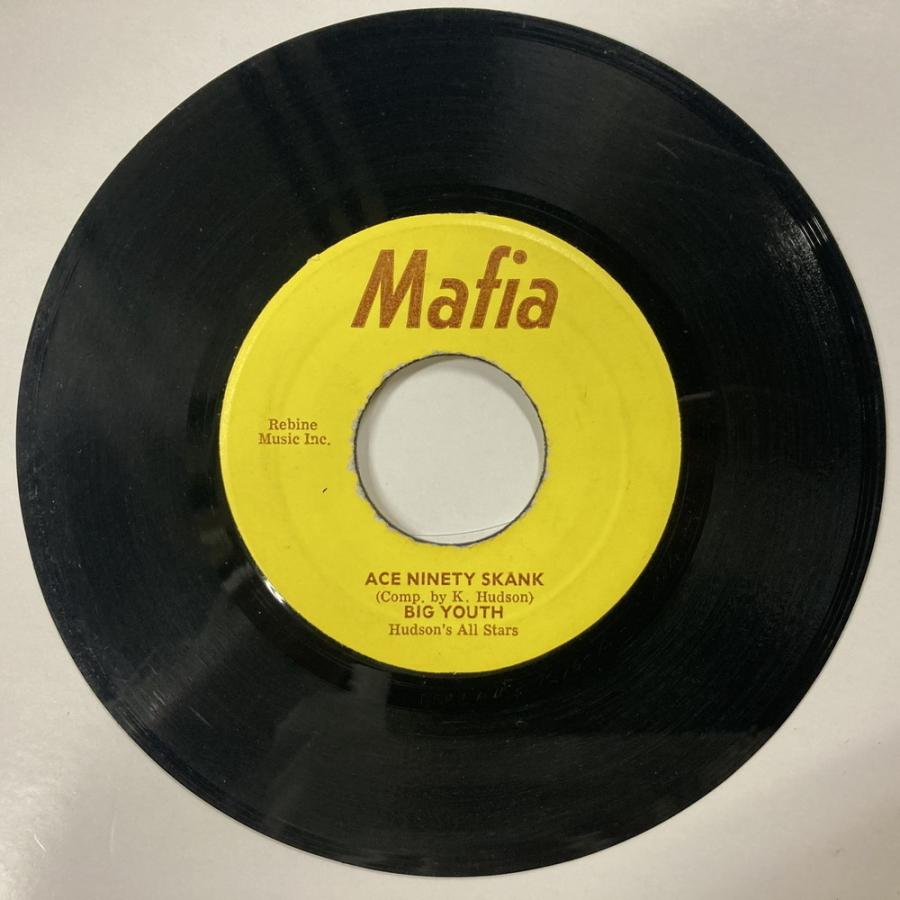 Mafia
Rebine
Music Inc.
ACE NINETY SKANK
(Comp. by K. Hudson)
BIG YOUTH
Hudson's All Stars